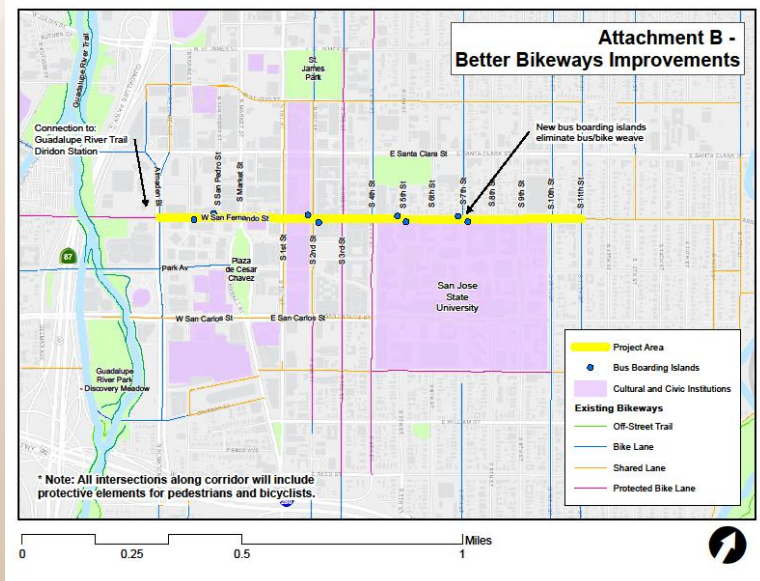 Attachment B -
Better Bikeways Improvements
Guadalupe River Trail
St.
James
Park
Connection to:
Guadalupe River Trail
Diridon Station
New bus boarding islands
eliminate bus/bike weave
E Santa Clara St
Almaden Bl
S San Pedro St
S Market St
S 4th St
S 5th St
S 6th St
S 7th St
S 8th St
S 9th St
S 10th St
S 11th St
W San Fernando St
S 1st St
S 2nd St
S 3rd St
87
Park Av
Plaza
de Cesar
Chavez
San Jose
State
University
W San Carlos St
E San Carlos St
Guadalupe
River Park
- Discovery Meadow
Project Area
Bus Boarding Islands
Cultural and Civic Institutions
Existing Bikeways
Off-Street Trail
Bike Lane
Shared Lane
Protected Bike Lane
* Note: All intersections along corridor will include
protective elements for pedestrians and bicyclists.
280
0 0.25 0.5 1
Miles